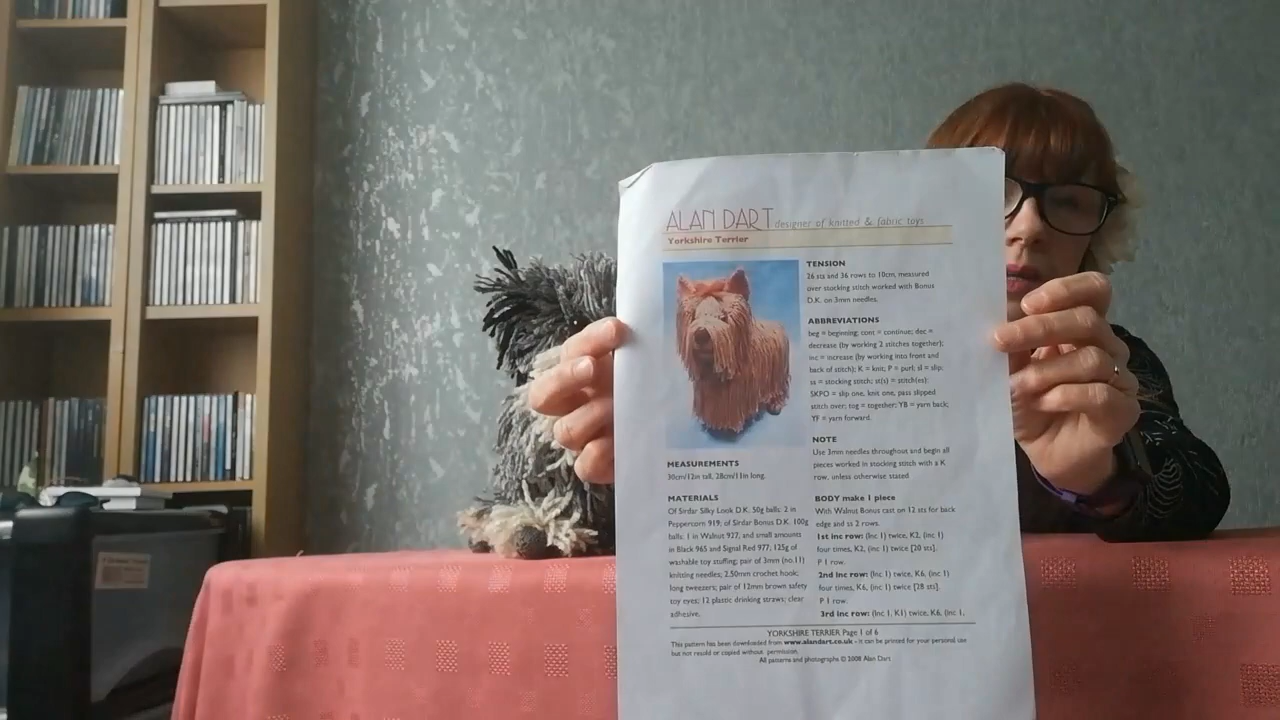 ALAN DART designer of knitted & fabric toys
Yorkshire Terrier
MEASUREMENTS
30cm/12in tall, 28cm/11in long.
MATERIALS
Of Sirdar Silky Look D.K. 50g balls: 2 in
Peppercorn 919; of Sirdar Bonus D.K. 100g
balls: 1 in Walnut 927, and small amounts
in Black 965 and Signal Red 977; 125g of
washable toy stuffing; pair of 3mm (no.11)
knitting needles; 2.50mm crochet hook;
long tweezers; pair of 12mm brown safety
toy eyes; 12 plastic drinking straws; clear
adhesive.
TENSION
26 sts and 36 rows to 10cm, measured
over stocking stitch worked with Bonus
D.K. on 3mm needles.
ABBREVIATIONS
beg = beginning; cont = continue; dec =
decrease (by working 2 stitches together);
inc = increase (by working into front and
back of stitch); K = knit; P = purl; sl = slip;
ss = stocking stitch; st(s) = stitch(es);
SKPO = slip one, knit one, pass slipped
stitch over; tog = together; YB = yarn back;
YF = yarn forward.
NOTE
Use 3mm needles throughout and begin all
pieces worked in stocking stitch with a K
row, unless otherwise stated
BODY make 1 piece
With Walnut Bonus cast on 12 sts for back
edge and ss 2 rows.
1st inc row: (Inc 1) twice, K2, (inc 1)
four times, K2, (inc 1) twice [20 sts].
P 1 row.
2nd inc row: (Inc 1) twice, K6, (inc 1)
four times, K6, (inc 1) twice [28 sts].
P 1 row.
3rd inc row: (Inc 1, K1) twice, K6, (inc 1,
YORKSHIRE TERRIER Page 1 of 6
This pattern has been downloaded from www.alandart.co.uk - it can be printed for your personal use
but not resold or copied without permission.
All patterns and photographs © 2008 Alan Dart